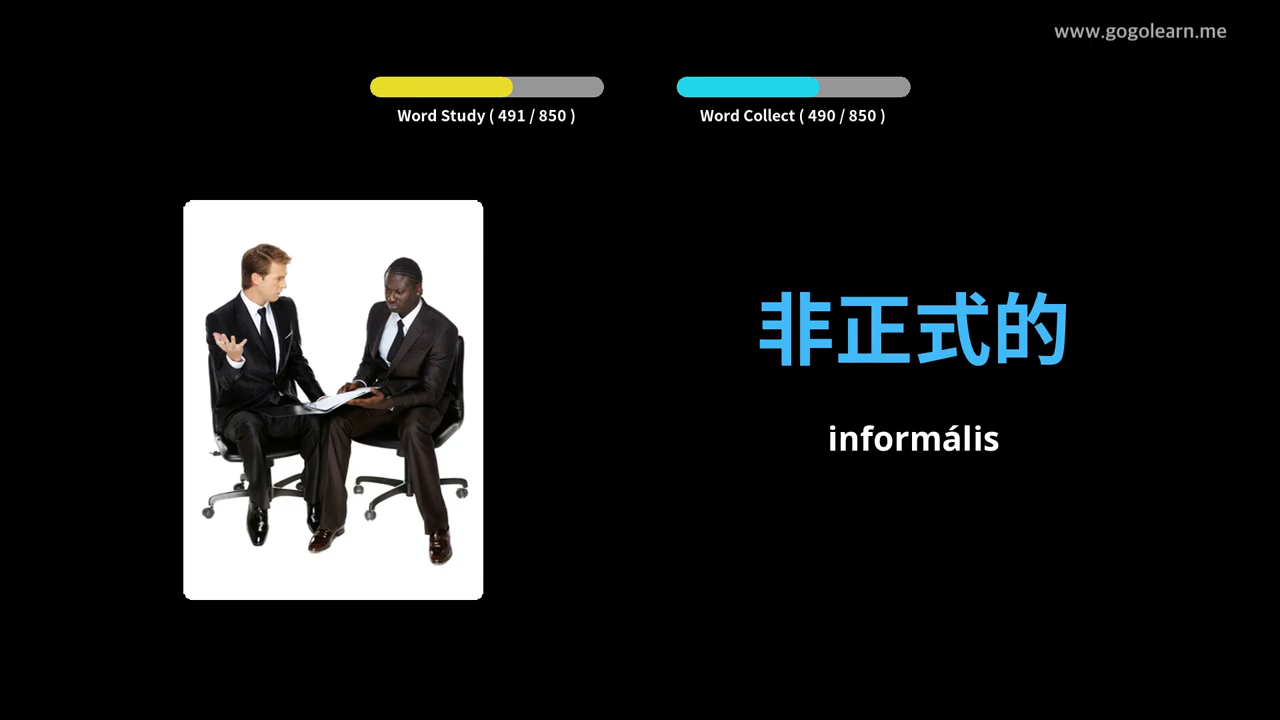 www.gogolearn.me
Word Study ( 491 / 850 )
Word Collect ( 490 / 850 )
非正式的
informális